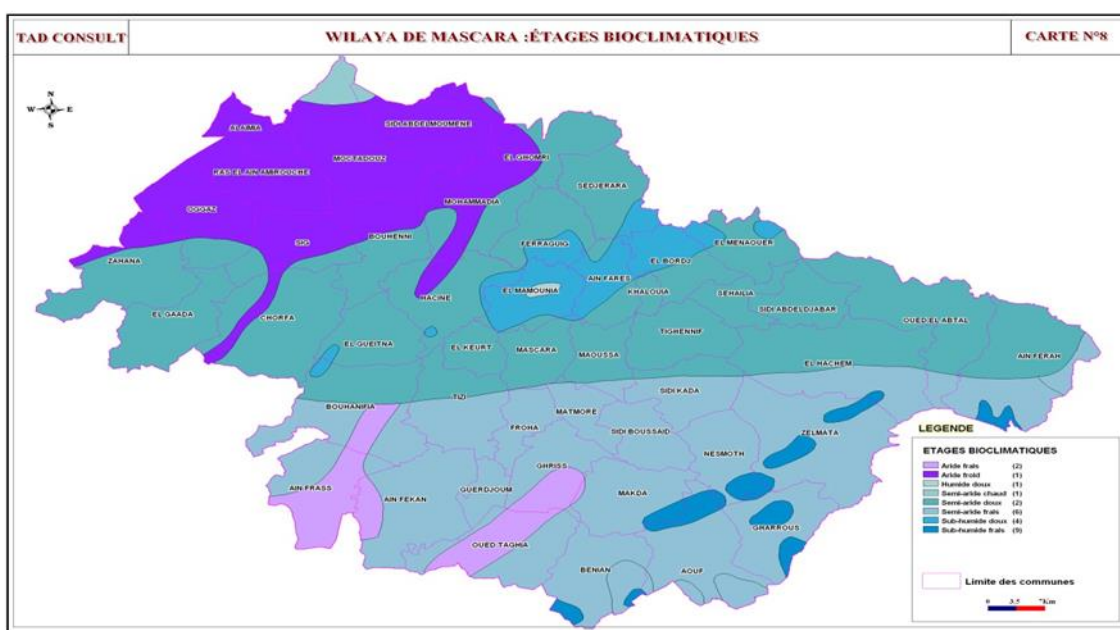 TAD CONSULT
WILAYA DE MASCARA :ÉTAGES BIOCLIMATIQUES
CARTE N°8
N
W E
S
ALAIMIA
SIDI ABDELMOUMENE
MOCTADOUZ
EL GHOMRI
RAS EL AIN AMIROUCHE
SEDJERARA
MOHAMMADIA
OGGAZ
BOUHENNI
SIG
FERRAGUIG
EL MENAOUER
ZAHANA
EL BORDJ
AIN FARES
EL MAMOUNIA
KHALOUIA
SEHAILIA
HACINE
SIDI ABDELDJABAR
EL GAADA
CHORFA
OUED EL ABTAL
TIGHENNIF
EL GUEITNA
EL KEURT
MASCARA
MAOUSSA
AIN FERAH
EL HACHEM
SIDI KADA
TIZI
BOUHANIFIA
MATMORE
FROHA
SIDI BOUSSAID
ZELMATA
NESMOTH
GHRISS
AIN FRASS
GUERDJOUM
MAKDA
AIN FEKAN
GHARROUS
OUED TAGHIA
BENIAN
AOUF
LEGENDE
ETAGES BIOCLIMATIQUES
Aride frais (2)
Aride froid (1)
Humide doux (1)
Semi-aride chaud (1)
Semi-aride doux (2)
Semi-aride frais (6)
Sub-humide doux (4)
Sub-humide frais (9)
Limite des communes
0 3.5 7Km